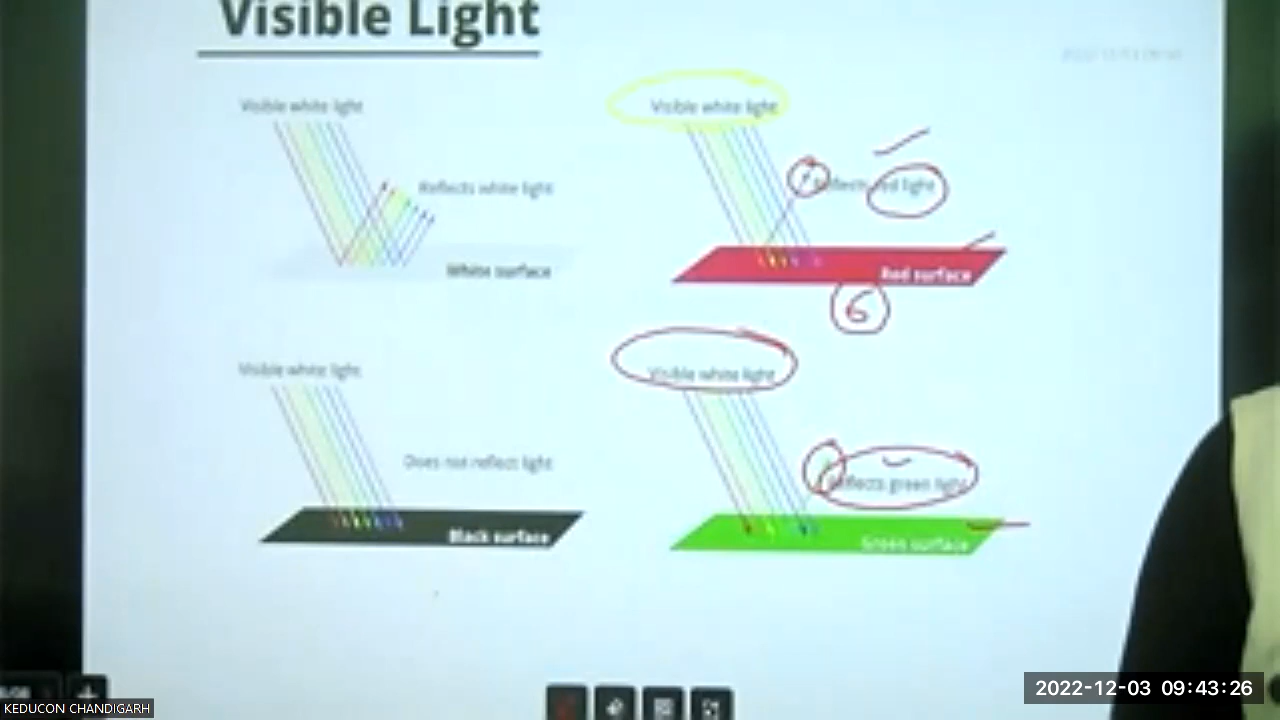 Visible Light
Visible white light
Reflects white light
White surface
Visible white light
Reflects red light
Red surface
6
Visible white light
Does not reflect light
Black surface
Visible white light
Reflects green light
Green surface
KEDUCON CHANDIGARH
2022-12-03 09:43:26